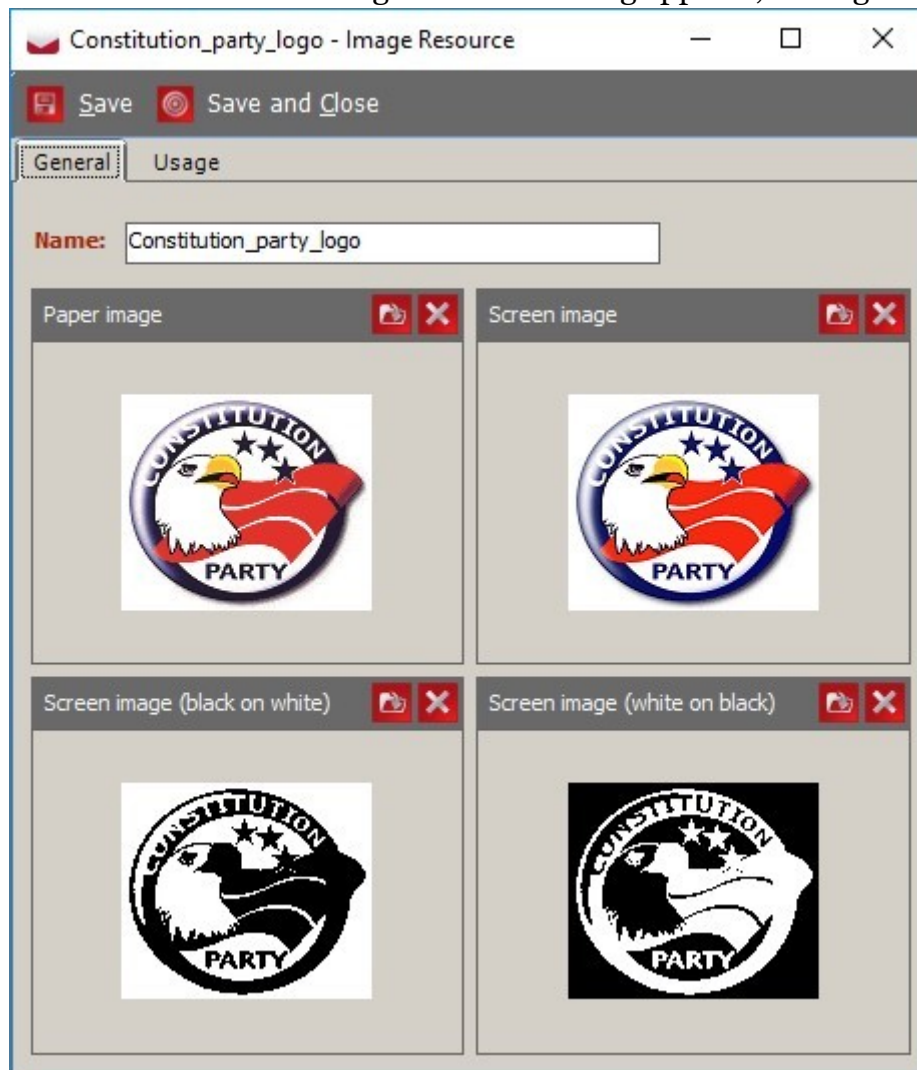 Constitution_party_logo - Image Resource
Save Save and Close
General Usage
Name: Constitution_party_logo
Paper image
Screen image
CONSTITUTION
PARTY
CONSTITUTION
PARTY
Screen image (black on white)
Screen image (white on black)
CONSTITUTION
PARTY
CONSTITUTION
PARTY